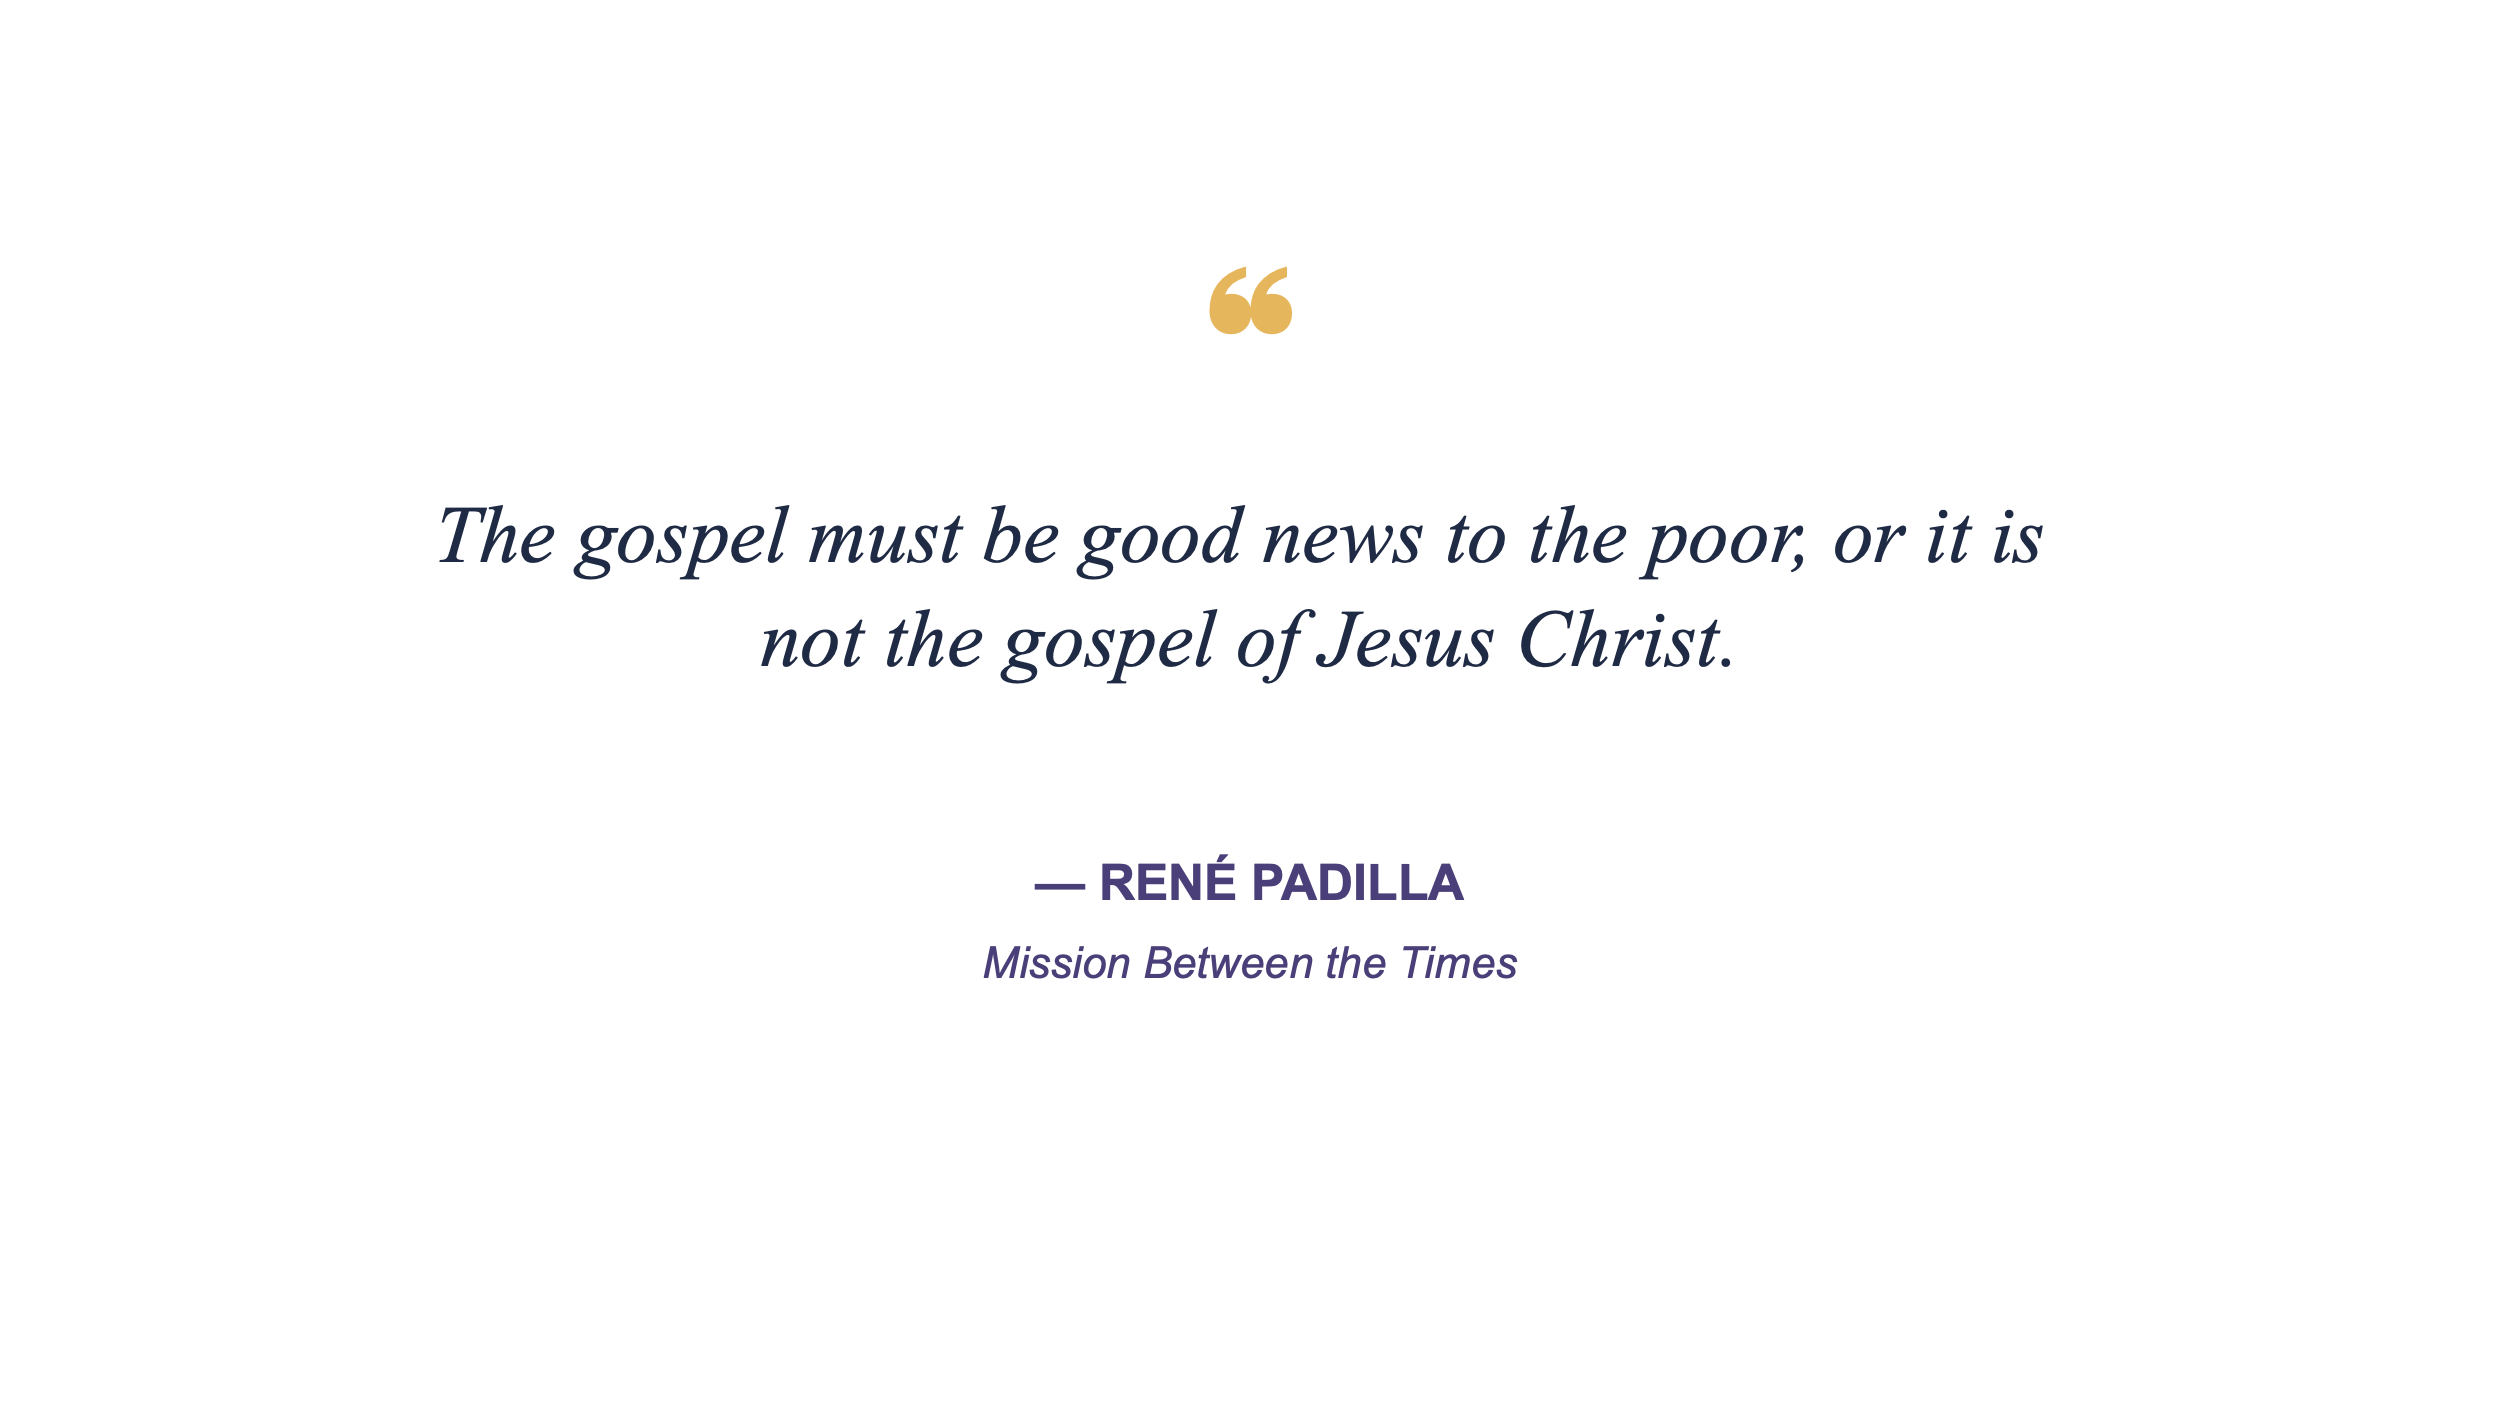 “
The gospel must be good news to the poor, or it is
not the gospel of Jesus Christ.
— RENÉ PADILLA
Mission Between the Times